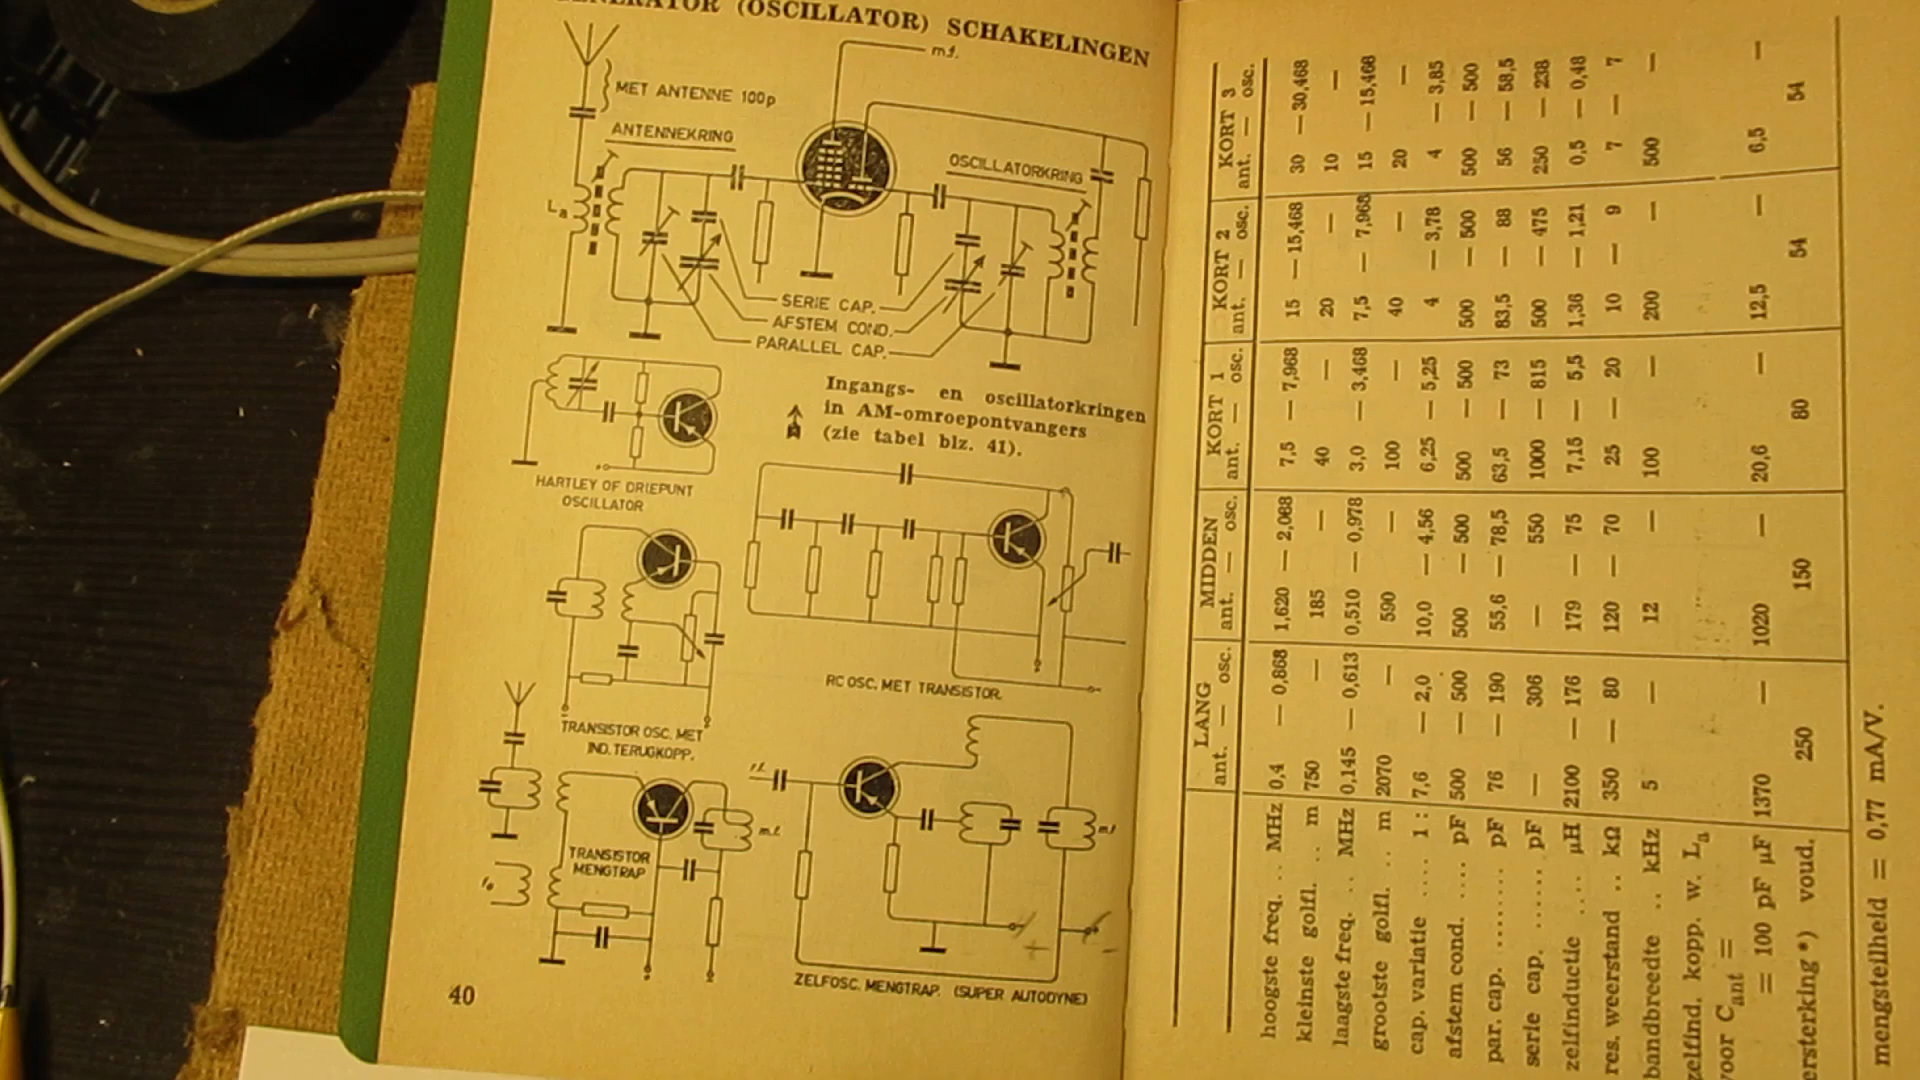 GENERATOR (OSCILLATOR) SCHAKELINGEN
m.f.
MET ANTENNE 100p
ANTENNEKRING
OSCILLATORKRING
La
SERIE CAP.
AFSTEM COND.
PARALLEL CAP.
Ingangs- en oscillatorkringen
in AM-omroepontvangers
(zie tabel blz. 41).
HARTLEY OF DRIEPUNT
OSCILLATOR
RC OSC. MET TRANSISTOR.
TRANSISTOR OSC. MET
IND. TERUGKOPP.
TRANSISTOR
MENGTRAP
m.f.
fo
m.f
ZELFOSC. MENGTRAP. (SUPER AUTODYNE)
40
LANG MIDDEN KORT 1 KORT 2 KORT 3
ant. — osc. ant. — osc. ant. — osc. ant. — osc. ant. — osc.
hoogste freq. .. MHz 0,4 — 0,868 1,620 — 2,088 7,5 — 7,968 15 — 15,468 30 — 30,468
kleinste golfl. .. m 750 — 185 — 40 — 20 — 10 —
laagste freq. .. MHz 0,145 — 0,613 0,510 — 0,978 3,0 — 3,468 7,5 — 7,968 15 — 15,468
grootste golfl. .. m 2070 — 590 — 100 — 40 — 20 —
cap. variatie .... 1 : 7,6 — 2,0 10,0 — 4,56 6,25 — 5,25 4 — 3,78 4 — 3,85
afstem cond. .... pF 500 — 500 500 — 500 500 — 500 500 — 500 500 — 500
par. cap. ........ pF 76 — 190 55,6 — 78,5 63,5 — 73 83,5 — 88 56 — 58,5
serie cap. ...... pF — 306 — 550 1000 — 815 500 — 475 250 — 238
zelfinductie .... μH 2100 — 176 179 — 75 7,15 — 5,5 1,36 — 1,21 0,5 — 0,48
res. weerstand .. kΩ 350 — 80 120 — 70 25 — 20 10 — 9 7 — 7
bandbreedte .. kHz 5 — 12 — 100 — 200 — 500 —
zelfind. kopp. w. La
voor Cant =
= 100 pF μF 1370 — 1020 — 20,6 — 12,5 — 6,5 —
versterking *) voud. 250 150 80 54 54
mengsteilheid = 0,77 mA/V.